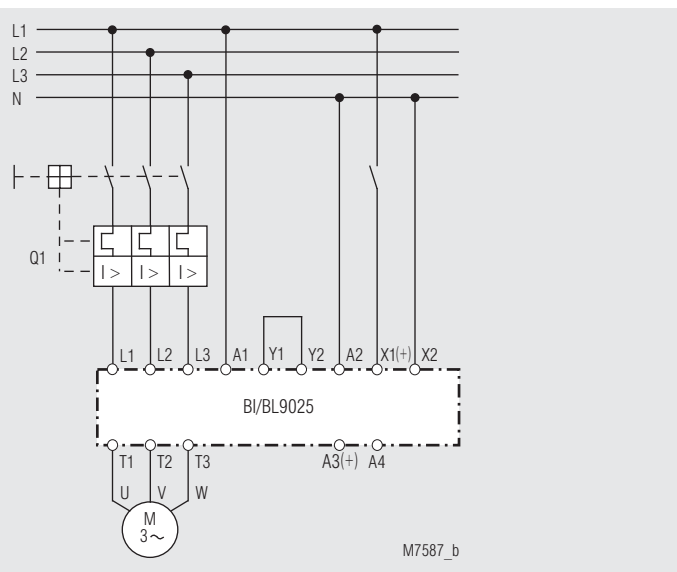 L1
L2
L3
N
Q1
I > I > I >
L1 L2 L3 A1 Y1 Y2 A2 X1(+) X2
BI/BL9025
T1 T2 T3 A3(+) A4
U V W
M
3~
M7587_b